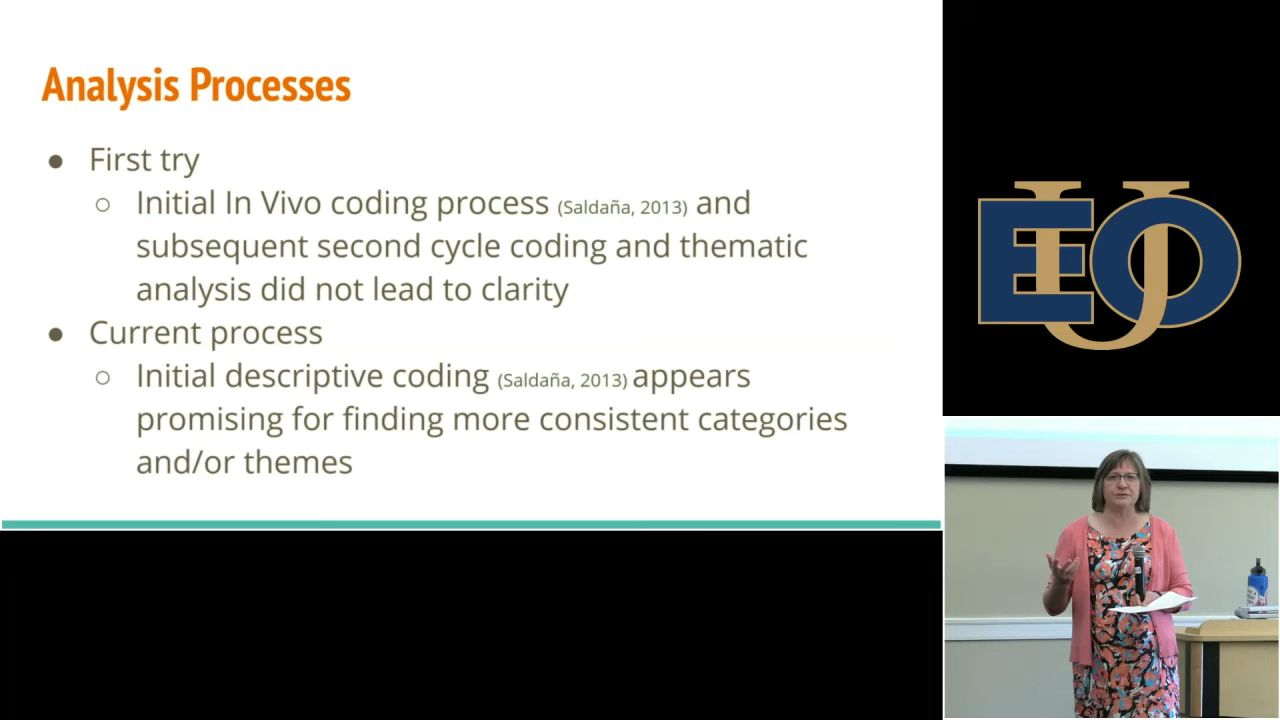 Analysis Processes
● First try
○ Initial In Vivo coding process (Saldaña, 2013) and
subsequent second cycle coding and thematic
analysis did not lead to clarity
● Current process
○ Initial descriptive coding (Saldaña, 2013) appears
promising for finding more consistent categories
and/or themes
EOU